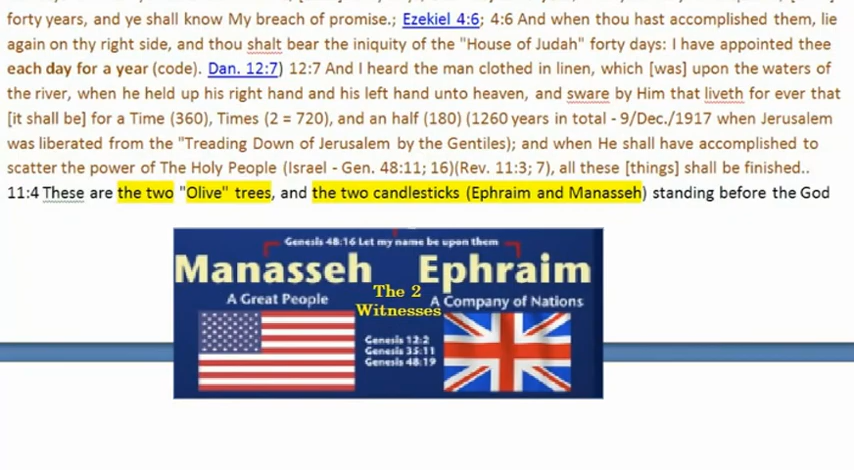 forty years, and ye shall know My breach of promise.; Ezekiel 4:6; 4:6 And when thou hast accomplished them, lie
again on thy right side, and thou shalt bear the iniquity of the "House of Judah" forty days: I have appointed thee
each day for a year (code). Dan. 12:7) 12:7 And I heard the man clothed in linen, which [was] upon the waters of
the river, when he held up his right hand and his left hand unto heaven, and sware by Him that liveth for ever that
[it shall be] for a Time (360), Times (2 = 720), and an half (180) (1260 years in total - 9/Dec./1917 when Jerusalem
was liberated from the "Treading Down of Jerusalem by the Gentiles); and when He shall have accomplished to
scatter the power of The Holy People (Israel - Gen. 48:11; 16)(Rev. 11:3; 7), all these [things] shall be finished..
11:4 These are the two "Olive" trees, and the two candlesticks (Ephraim and Manasseh) standing before the God
Genesis 48:16 Let my name be upon them
Manasseh Ephraim
A Great People
The 2
Witnesses
A Company of Nations
Genesis 12:2
Genesis 35:11
Genesis 48:19